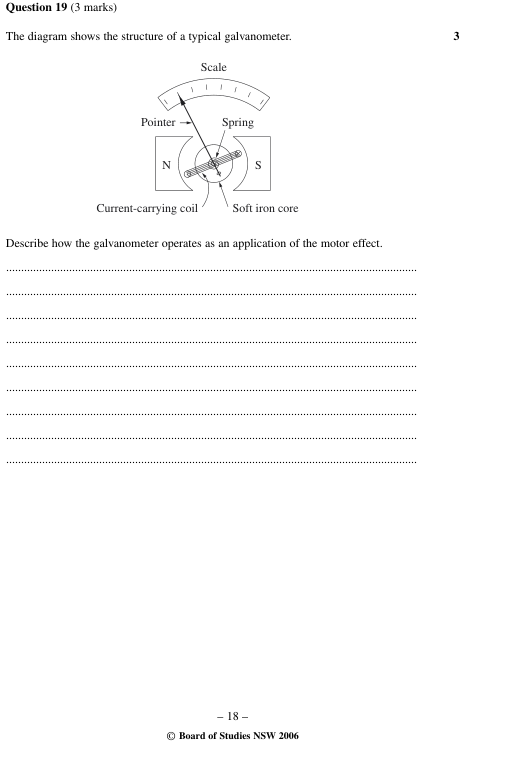 Question 19 (3 marks)
The diagram shows the structure of a typical galvanometer. 3
Scale
Pointer Spring
N S
Current-carrying coil Soft iron core
Describe how the galvanometer operates as an application of the motor effect.
– 18 –
© Board of Studies NSW 2006